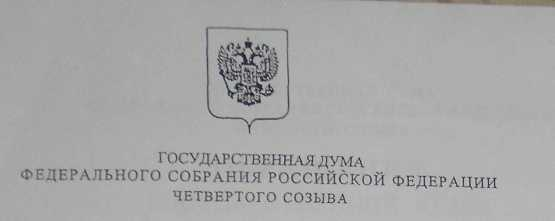 ГОСУДАРСТВЕННАЯ ДУМА
ФЕДЕРАЛЬНОГО СОБРАНИЯ РОССИЙСКОЙ ФЕДЕРАЦИИ
ЧЕТВЕРТОГО СОЗЫВА